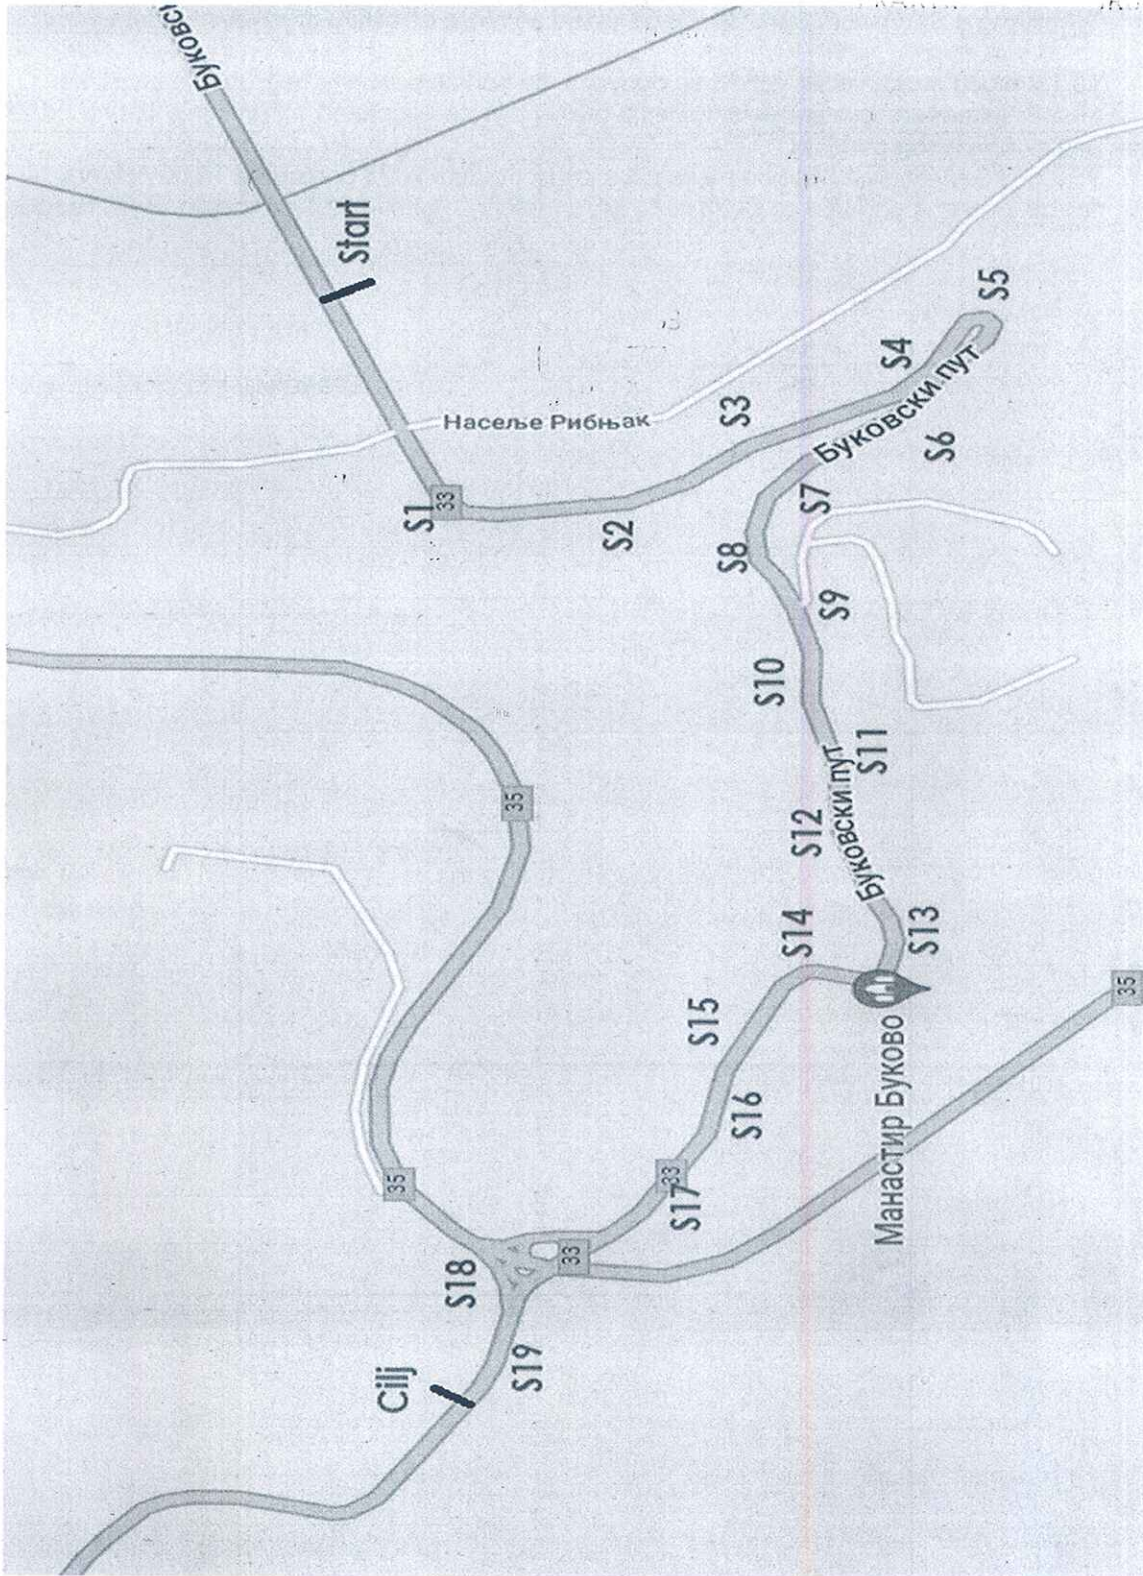 Start
Насеље Рибњак
S1
33
S2
S3
S4
S5
Буковски пут
S6
S7
S8
S9
S10
S11
Буковски пут
S12
S13
S14
Манастир Буково
S15
S16
33
S17
33
S18
S19
Cilj
35
35
35